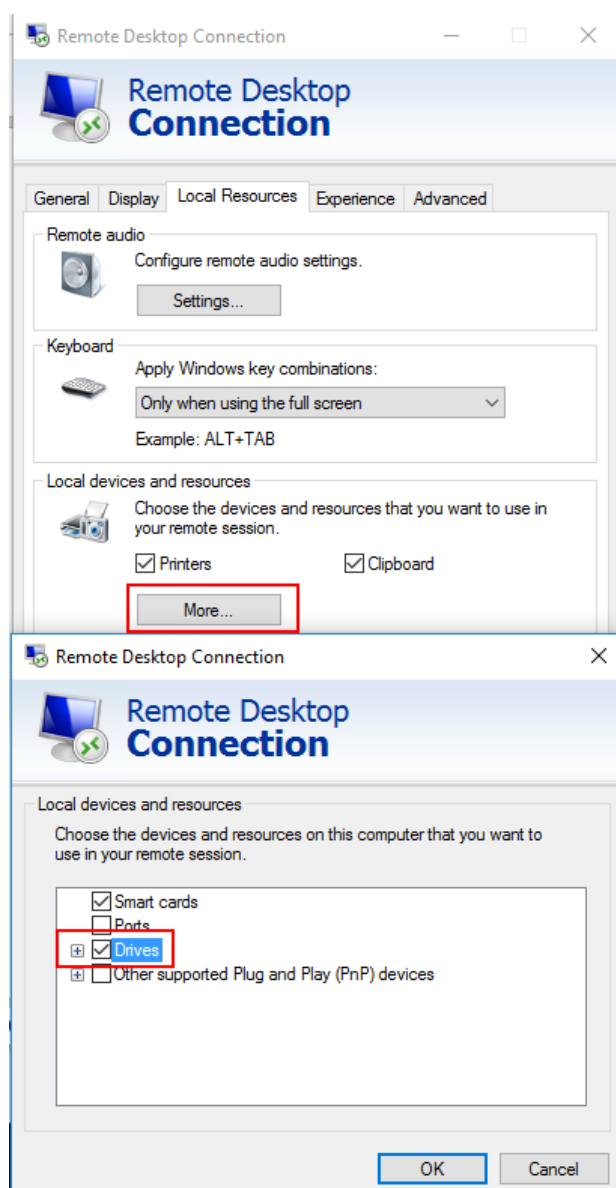 Remote Desktop Connection
Remote Desktop
Connection
General Display Local Resources Experience Advanced
Remote audio
Configure remote audio settings.
Settings...
Keyboard
Apply Windows key combinations:
Only when using the full screen
Example: ALT+TAB
Local devices and resources
Choose the devices and resources that you want to use in
your remote session.
Printers Clipboard
More...
Remote Desktop Connection
Remote Desktop
Connection
Local devices and resources
Choose the devices and resources on this computer that you want to
use in your remote session.
Smart cards
Ports
Drives
Other supported Plug and Play (PnP) devices
OK Cancel